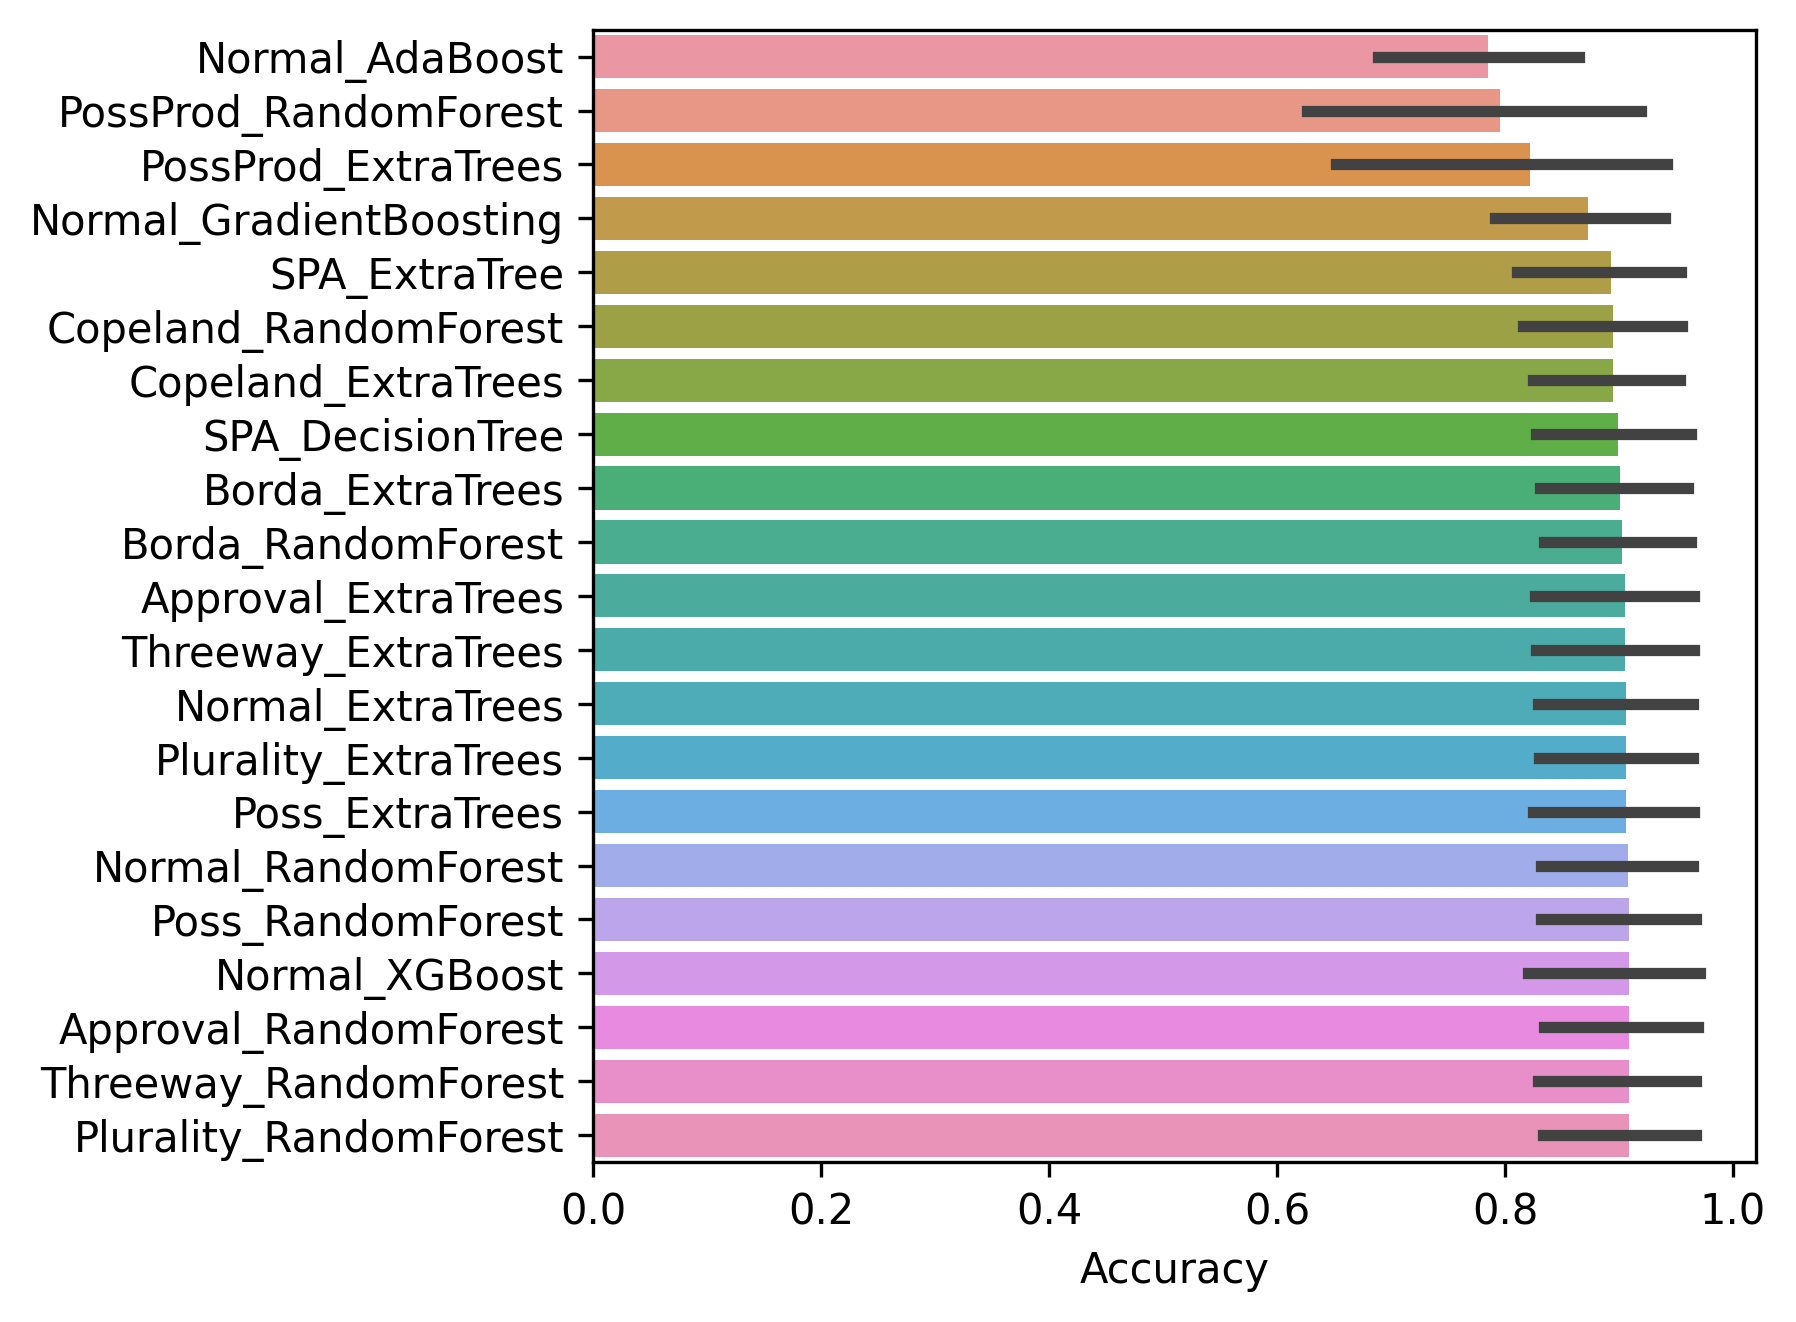 Normal_AdaBoost
PossProd_RandomForest
PossProd_ExtraTrees
Normal_GradientBoosting
SPA_ExtraTree
Copeland_RandomForest
Copeland_ExtraTrees
SPA_DecisionTree
Borda_ExtraTrees
Borda_RandomForest
Approval_ExtraTrees
Threeway_ExtraTrees
Normal_ExtraTrees
Plurality_ExtraTrees
Poss_ExtraTrees
Normal_RandomForest
Poss_RandomForest
Normal_XGBoost
Approval_RandomForest
Threeway_RandomForest
Plurality_RandomForest
0.0 0.2 0.4 0.6 0.8 1.0
Accuracy